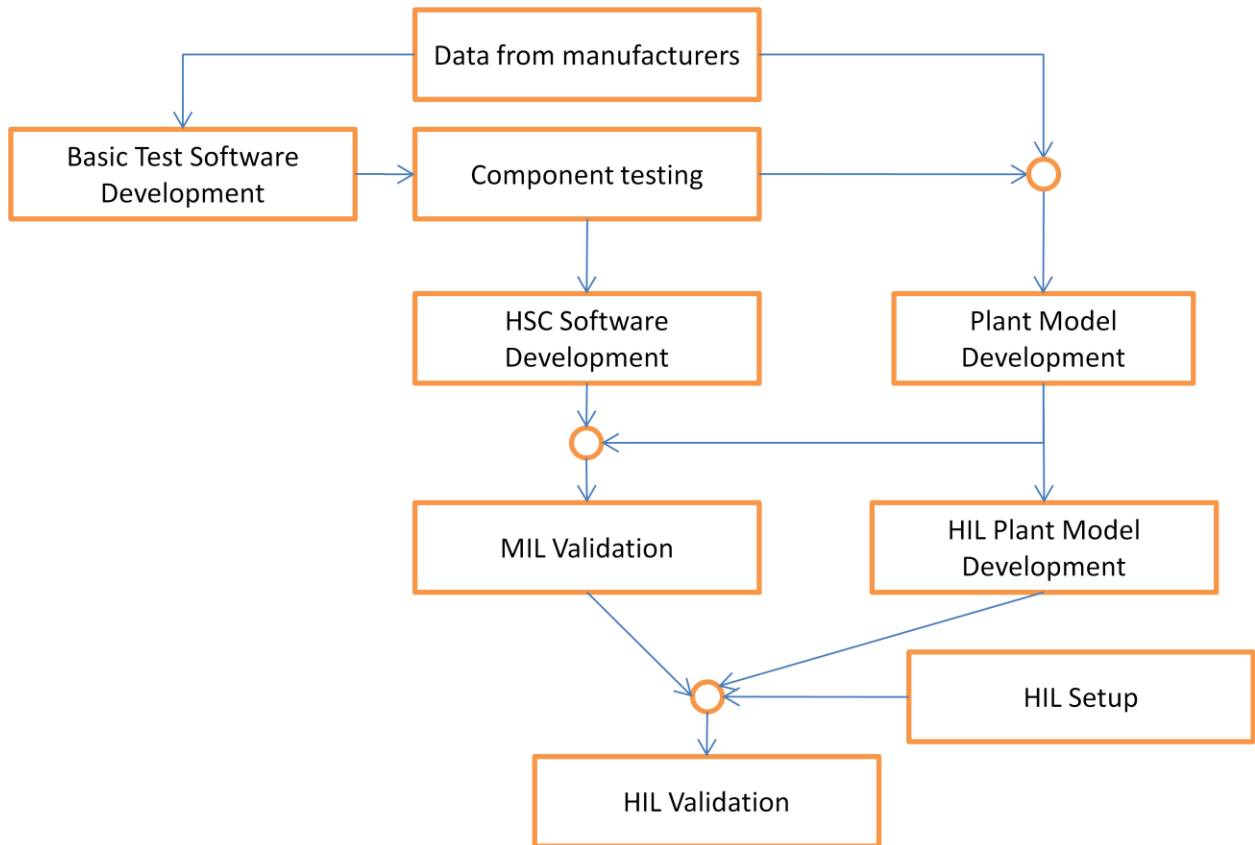 Data from manufacturers
Basic Test Software
Development
Component testing
HSC Software
Development
Plant Model
Development
MIL Validation
HIL Plant Model
Development
HIL Setup
HIL Validation